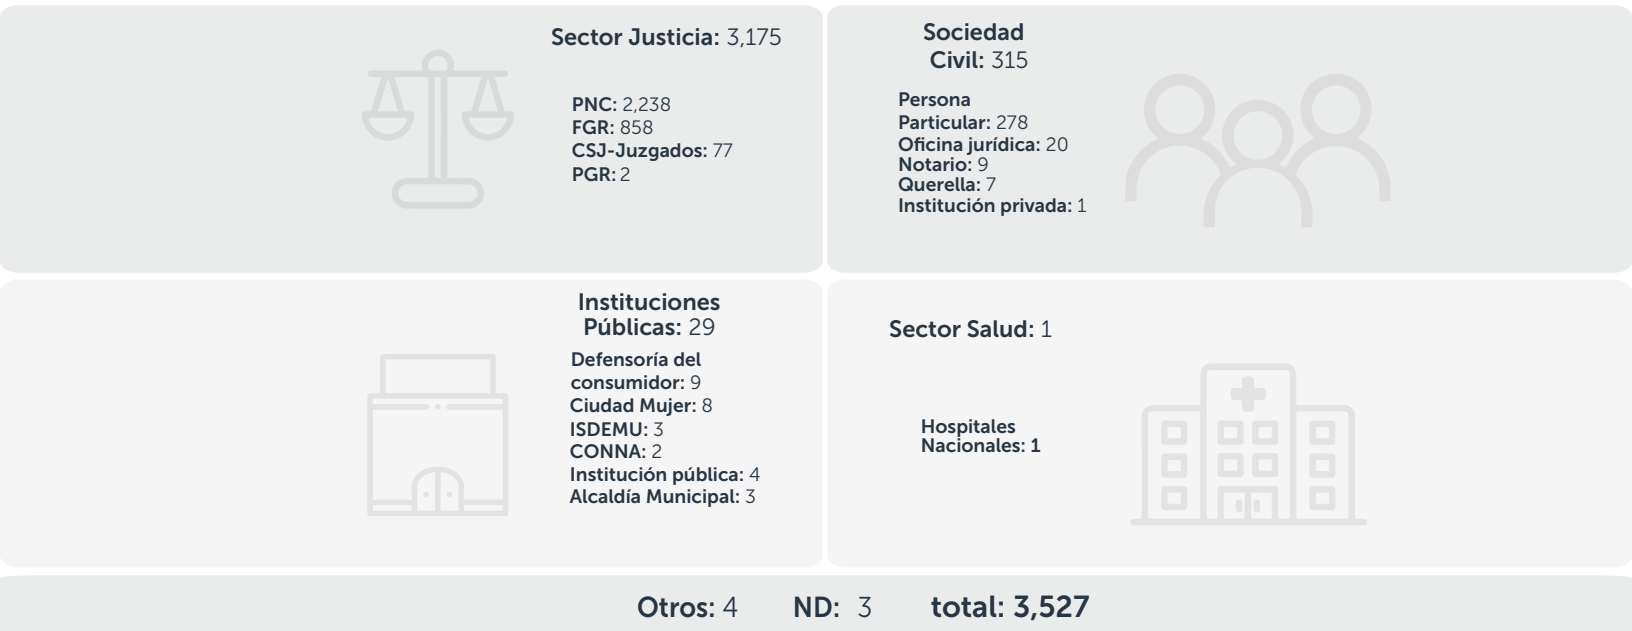 Sector Justicia: 3,175
PNC: 2,238
FGR: 858
CSJ-Juzgados: 77
PGR: 2
Sociedad
Civil: 315
Persona
Particular: 278
Oficina jurídica: 20
Notario: 9
Querella: 7
Institución privada: 1
Instituciones
Públicas: 29
Defensoría del
consumidor: 9
Ciudad Mujer: 8
ISDEMU: 3
CONNA: 2
Institución pública: 4
Alcaldía Municipal: 3
Sector Salud: 1
Hospitales
Nacionales: 1
Otros: 4 ND: 3 total: 3,527